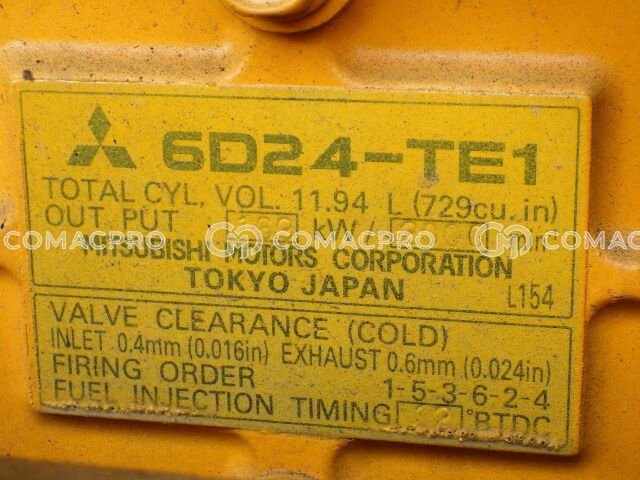 6D24-TE1
TOTAL CYL. VOL. 11.94 L (729cu. in)
OUT PUT kW/
COMACPRO COMACPRO COMACPRO
MITSUBISHI MOTORS CORPORATION
TOKYO JAPAN L154
VALVE CLEARANCE (COLD)
INLET 0.4mm (0.016in) EXHAUST 0.6mm (0.024in)
FIRING ORDER 1-5-3-6-2-4
FUEL INJECTION TIMING °BTDC